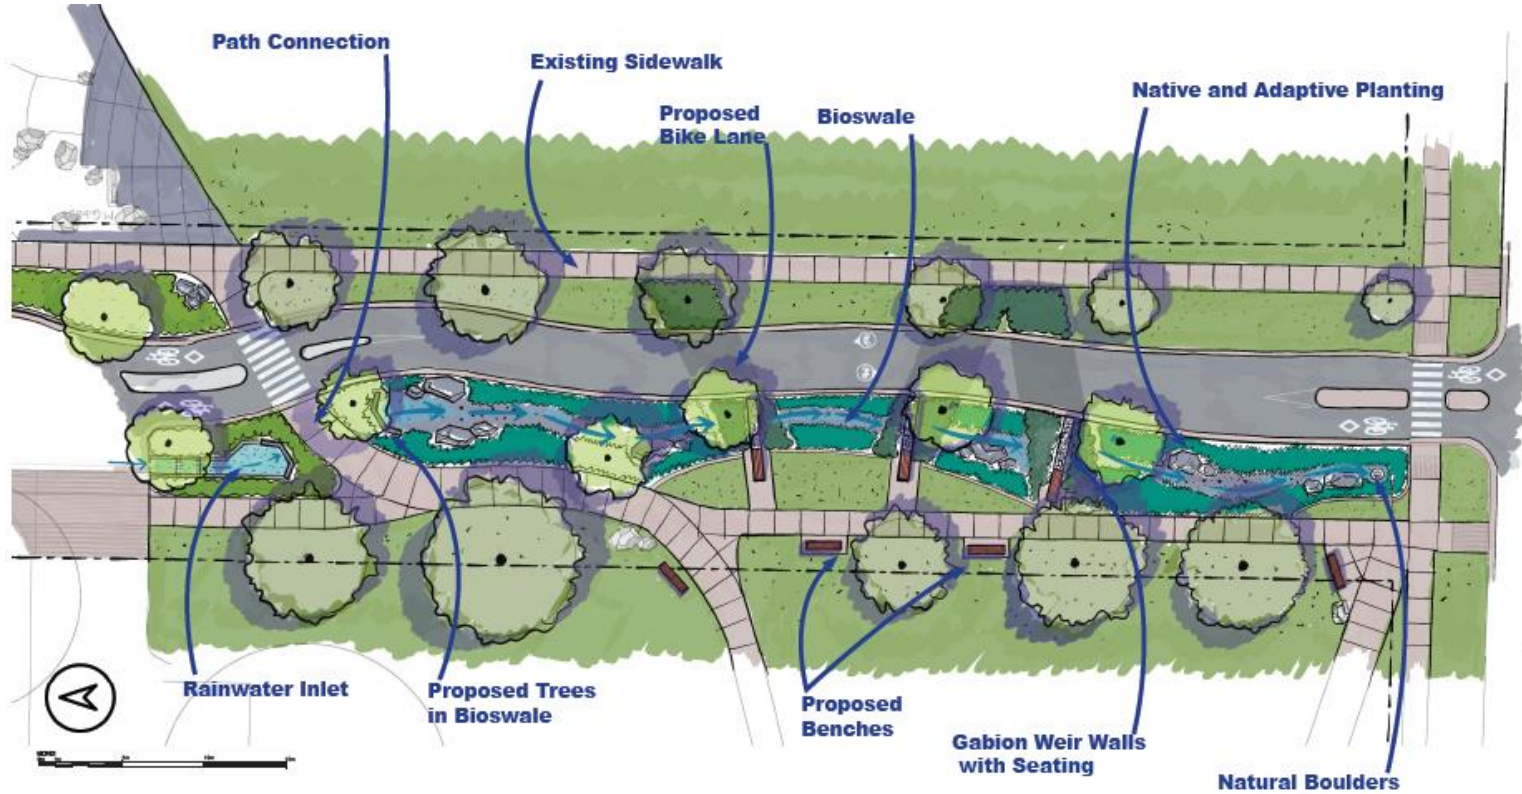 Path Connection
Existing Sidewalk
Native and Adaptive Planting
Proposed
Bike Lane
Bioswale
Rainwater Inlet
Proposed Trees
in Bioswale
Proposed
Benches
Gabion Weir Walls
with Seating
Natural Boulders